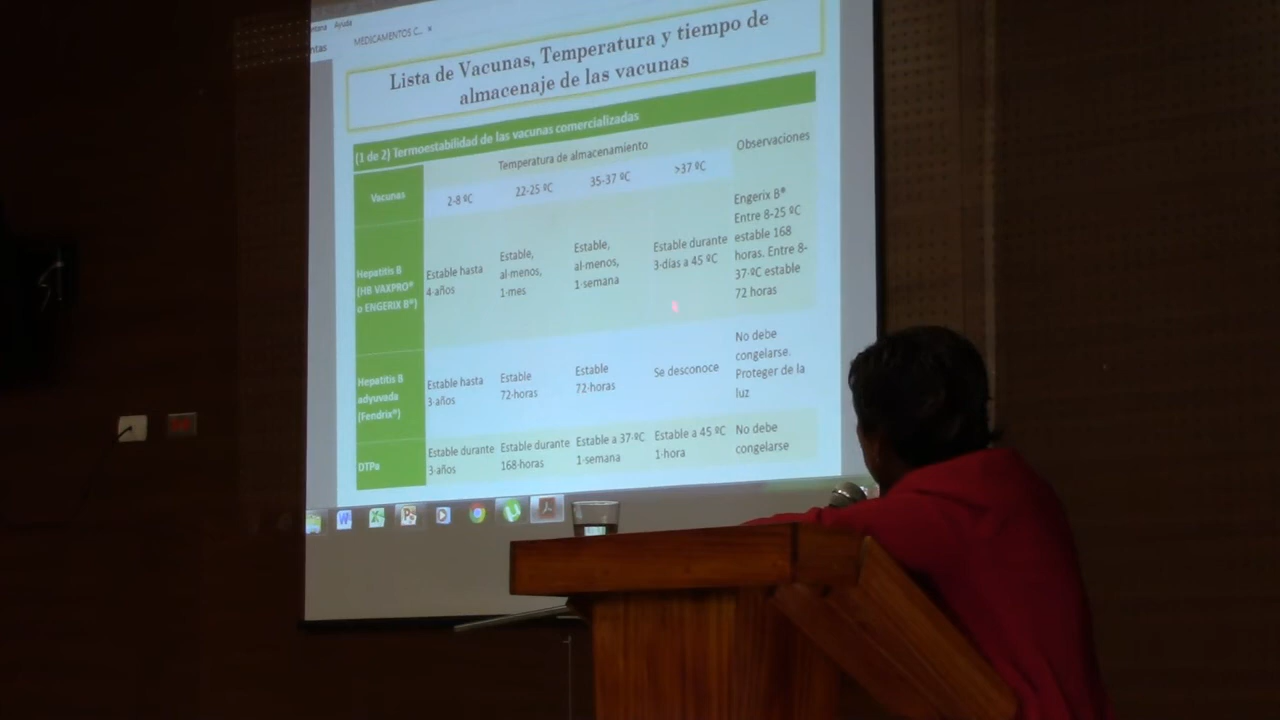 Ayuda
MEDICAMENTOS C... ×
Lista de Vacunas, Temperatura y tiempo de
almacenaje de las vacunas
(1 de 2) Termoestabilidad de las vacunas comercializadas
Vacunas
Temperatura de almacenamiento
Observaciones
2-8 ºC
22-25 ºC
35-37 ºC
>37 ºC
Hepatitis B
(HB VAXPRO®
o ENGERIX B®)
Estable hasta
4 años
Estable,
al menos,
1 mes
Estable,
al menos,
1 semana
Estable durante
3 días a 45 ºC
Engerix B®
Entre 8-25 ºC
estable 168
horas. Entre 8-
37 ºC estable
72 horas
Hepatitis B
adyuvada
(Fendrix®)
Estable hasta
3 años
Estable
72 horas
Estable
72 horas
Se desconoce
No debe
congelarse.
Proteger de la
luz
DTPa
Estable durante
3 años
Estable durante
168 horas
Estable a 37 ºC
1 semana
Estable a 45 ºC
1 hora
No debe
congelarse